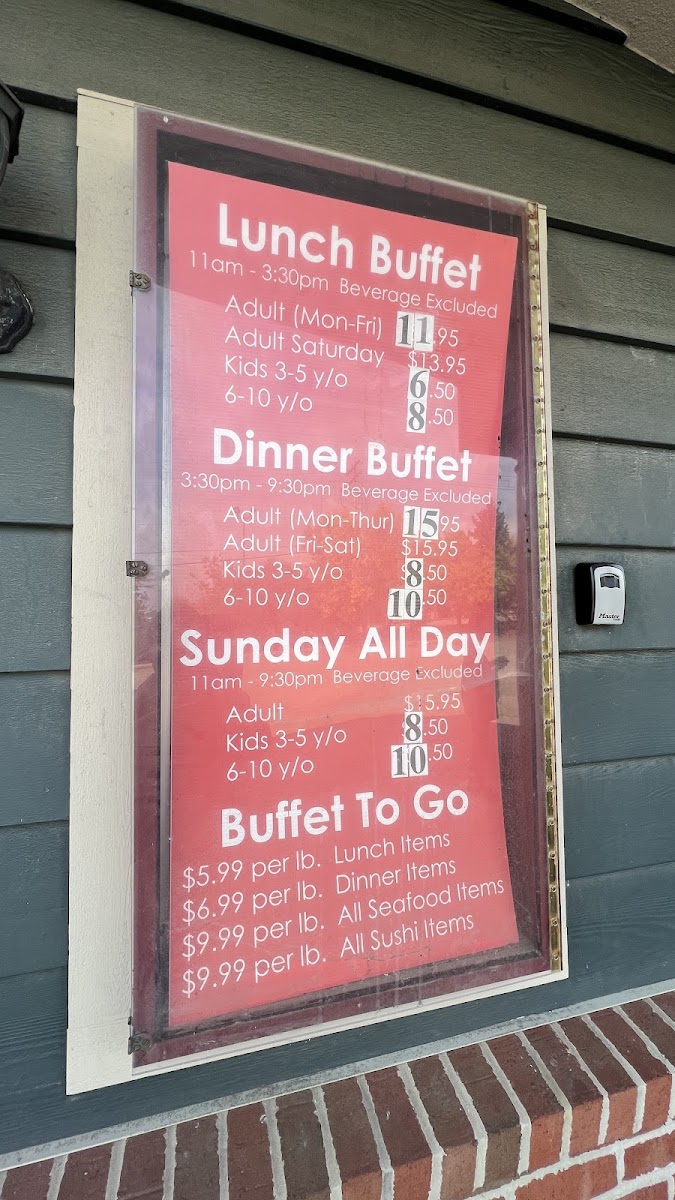 Lunch Buffet
11am - 3:30pm Beverage Excluded
Adult (Mon-Fri) 11.95
Adult Saturday $13.95
Kids 3-5 y/o 6.50
6-10 y/o 8.50
Dinner Buffet
3:30pm - 9:30pm Beverage Excluded
Adult (Mon-Thur) 15.95
Adult (Fri-Sat) $15.95
Kids 3-5 y/o 8.50
6-10 y/o 10.50
Sunday All Day
11am - 9:30pm Beverage Excluded
Adult $15.95
Kids 3-5 y/o 8.50
6-10 y/o 10.50
Buffet To Go
$5.99 per lb. Lunch Items
$6.99 per lb. Dinner Items
$9.99 per lb. All Seafood Items
$9.99 per lb. All Sushi Items
Master